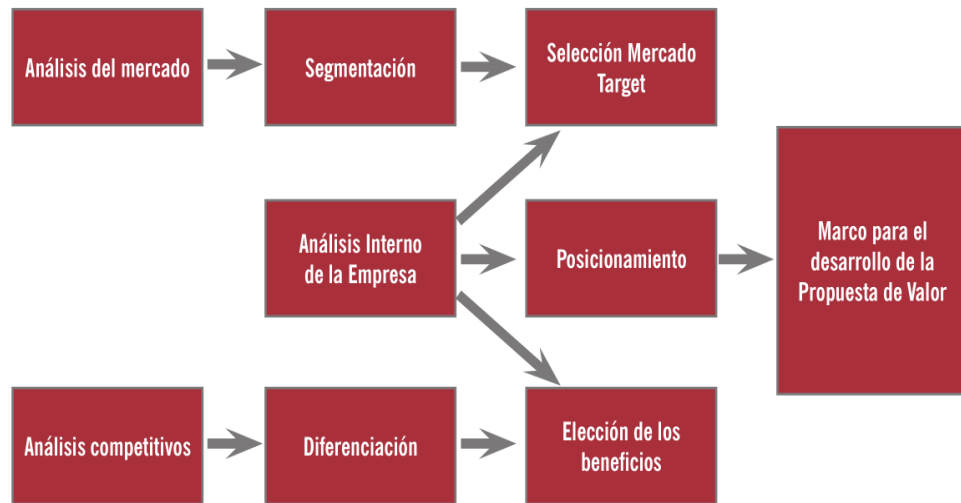 Análisis del mercado
Segmentación
Selección Mercado
Target
Análisis Interno
de la Empresa
Posicionamiento
Marco para el
desarrollo de la
Propuesta de Valor
Análisis competitivos
Diferenciación
Elección de los
beneficios